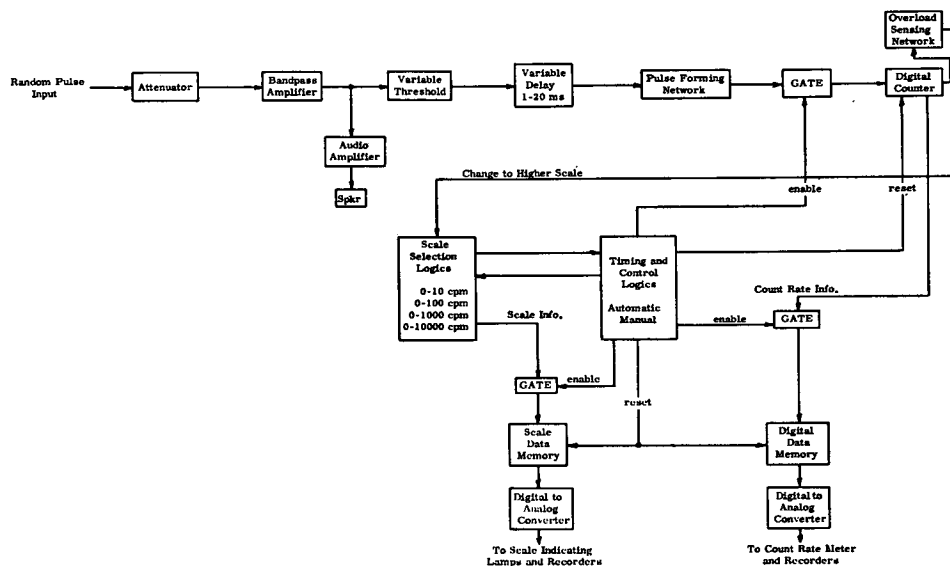 Overload
Sensing
Network
Random Pulse
Input
Attenuator
Bandpass
Amplifier
Variable
Threshold
Variable
Delay
1-20 ms
Pulse Forming
Network
GATE
Digital
Counter
Audio
Amplifier
Spkr
Change to Higher Scale
enable
reset
Scale
Selection
Logics
0-10 cpm
0-100 cpm
0-1000 cpm
0-10000 cpm
Timing and
Control
Logics
Automatic
Manual
Count Rate Info.
Scale Info.
enable
GATE
GATE
enable
reset
Scale
Data
Memory
Digital
Data
Memory
Digital to
Analog
Converter
Digital to
Analog
Converter
To Scale Indicating
Lamps and Recorders
To Count Rate Meter
and Recorders